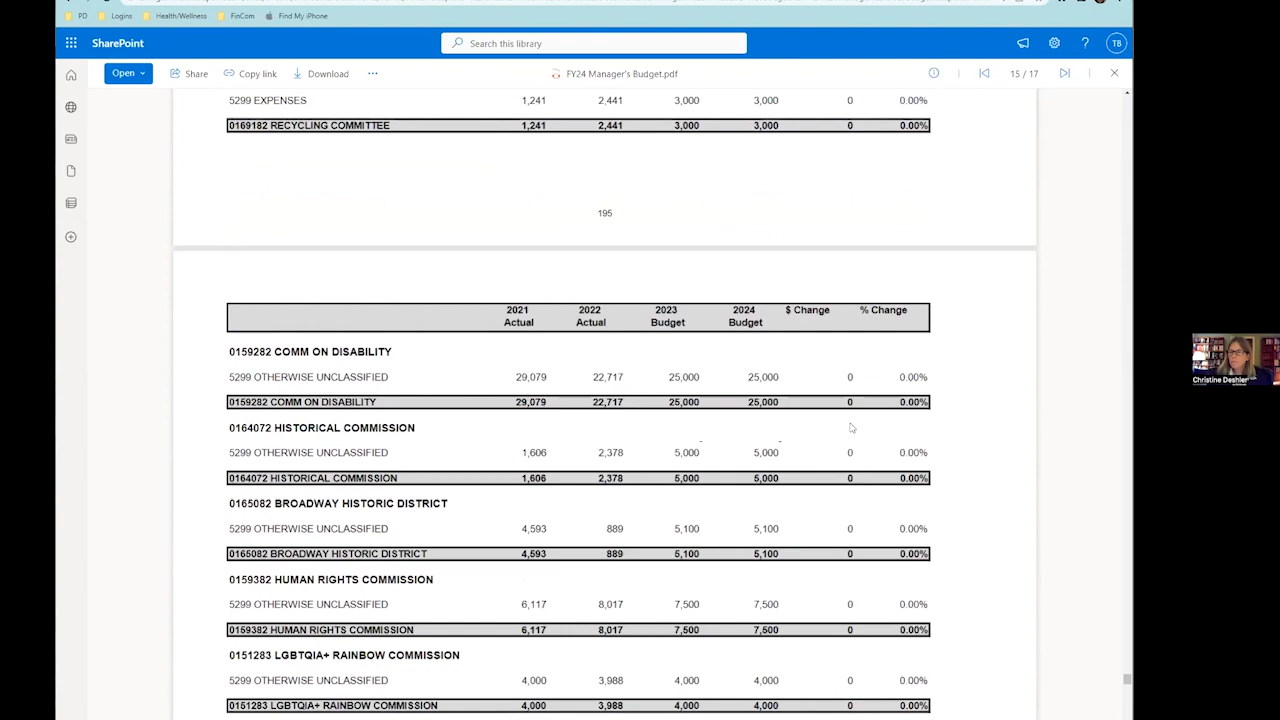 PD Logins Health/Wellness FinCom Find My iPhone
SharePoint Search this library ? TB
Open Share Copy link Download ... FY24 Manager's Budget.pdf 15 / 17
5299 EXPENSES 1,241 2,441 3,000 3,000 0 0.00%
0169182 RECYCLING COMMITTEE 1,241 2,441 3,000 3,000 0 0.00%
195
2021 2022 2023 2024 $ Change % Change
Actual Actual Budget Budget
0159282 COMM ON DISABILITY
5299 OTHERWISE UNCLASSIFIED 29,079 22,717 25,000 25,000 0 0.00%
0159282 COMM ON DISABILITY 29,079 22,717 25,000 25,000 0 0.00%
0164072 HISTORICAL COMMISSION
5299 OTHERWISE UNCLASSIFIED 1,606 2,378 5,000 5,000 0 0.00%
0164072 HISTORICAL COMMISSION 1,606 2,378 5,000 5,000 0 0.00%
0165082 BROADWAY HISTORIC DISTRICT
5299 OTHERWISE UNCLASSIFIED 4,593 889 5,100 5,100 0 0.00%
0165082 BROADWAY HISTORIC DISTRICT 4,593 889 5,100 5,100 0 0.00%
0159382 HUMAN RIGHTS COMMISSION
5299 OTHERWISE UNCLASSIFIED 6,117 8,017 7,500 7,500 0 0.00%
0159382 HUMAN RIGHTS COMMISSION 6,117 8,017 7,500 7,500 0 0.00%
0151283 LGBTQIA+ RAINBOW COMMISSION
5299 OTHERWISE UNCLASSIFIED 4,000 3,988 4,000 4,000 0 0.00%
0151283 LGBTQIA+ RAINBOW COMMISSION 4,000 3,988 4,000 4,000 0 0.00%
Christine Deshler